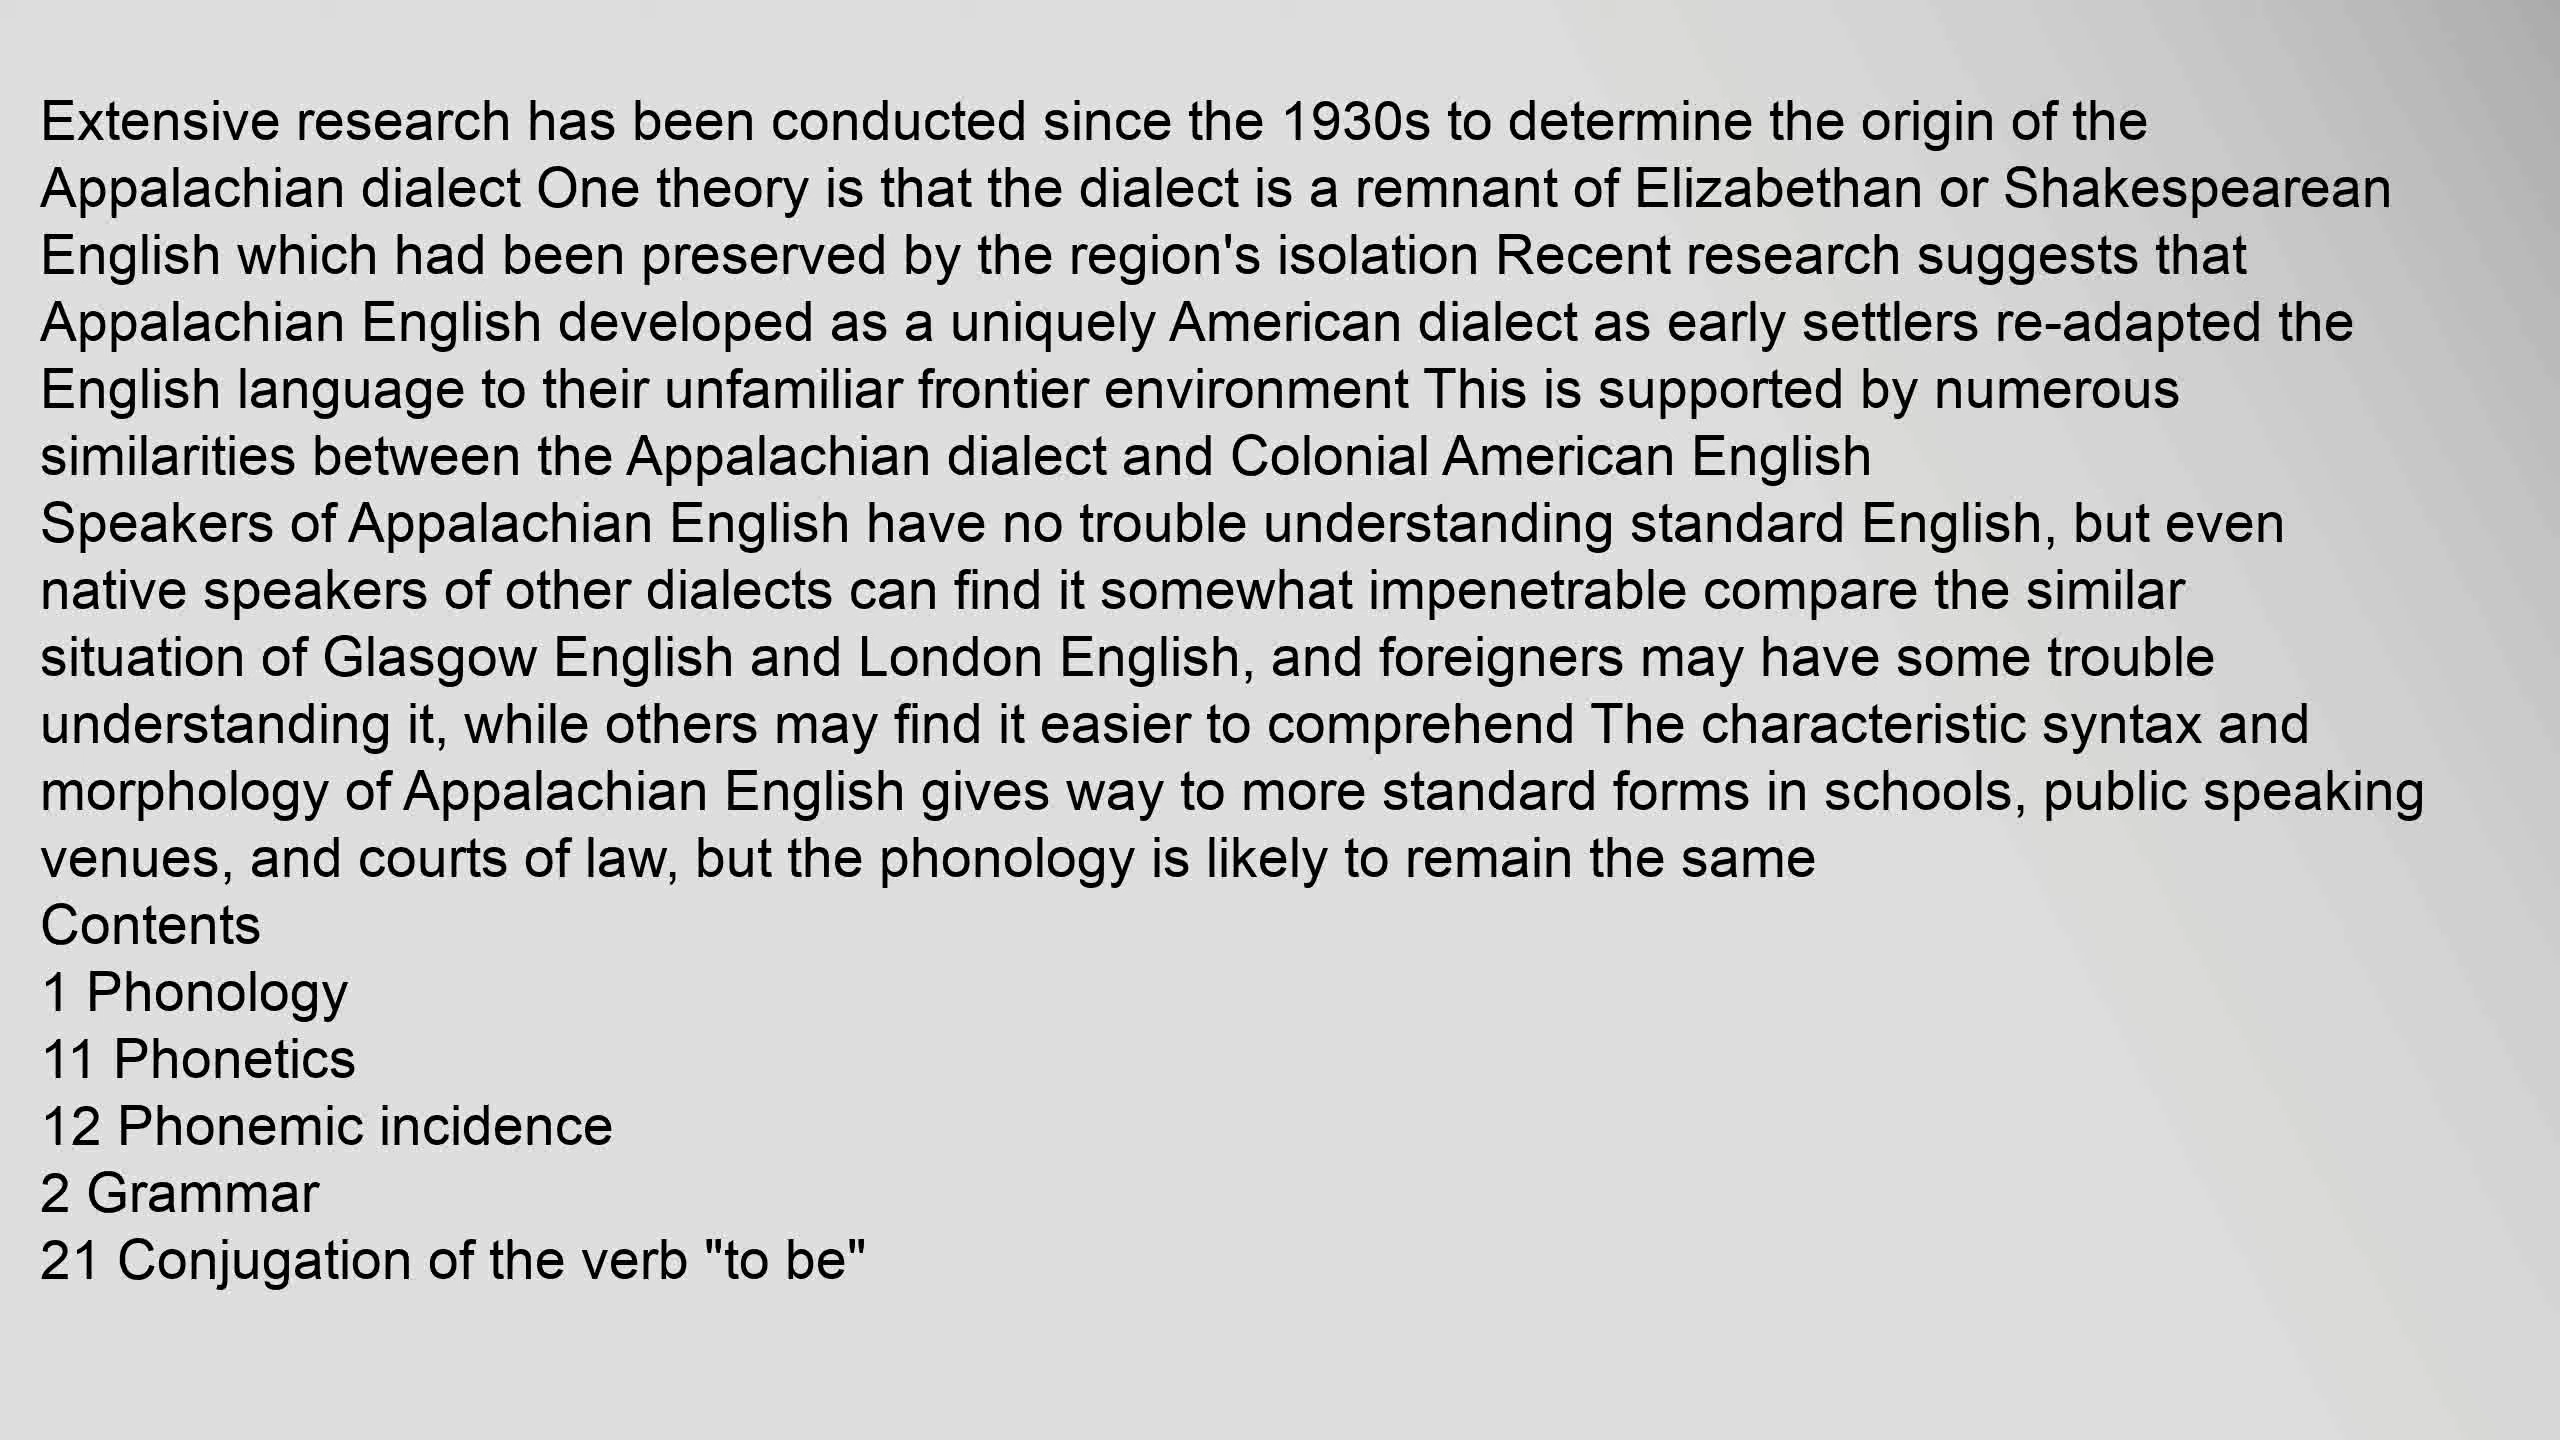 Extensive research has been conducted since the 1930s to determine the origin of the
Appalachian dialect One theory is that the dialect is a remnant of Elizabethan or Shakespearean
English which had been preserved by the region's isolation Recent research suggests that
Appalachian English developed as a uniquely American dialect as early settlers re-adapted the
English language to their unfamiliar frontier environment This is supported by numerous
similarities between the Appalachian dialect and Colonial American English
Speakers of Appalachian English have no trouble understanding standard English, but even
native speakers of other dialects can find it somewhat impenetrable compare the similar
situation of Glasgow English and London English, and foreigners may have some trouble
understanding it, while others may find it easier to comprehend The characteristic syntax and
morphology of Appalachian English gives way to more standard forms in schools, public speaking
venues, and courts of law, but the phonology is likely to remain the same
Contents
1 Phonology
11 Phonetics
12 Phonemic incidence
2 Grammar
21 Conjugation of the verb "to be"